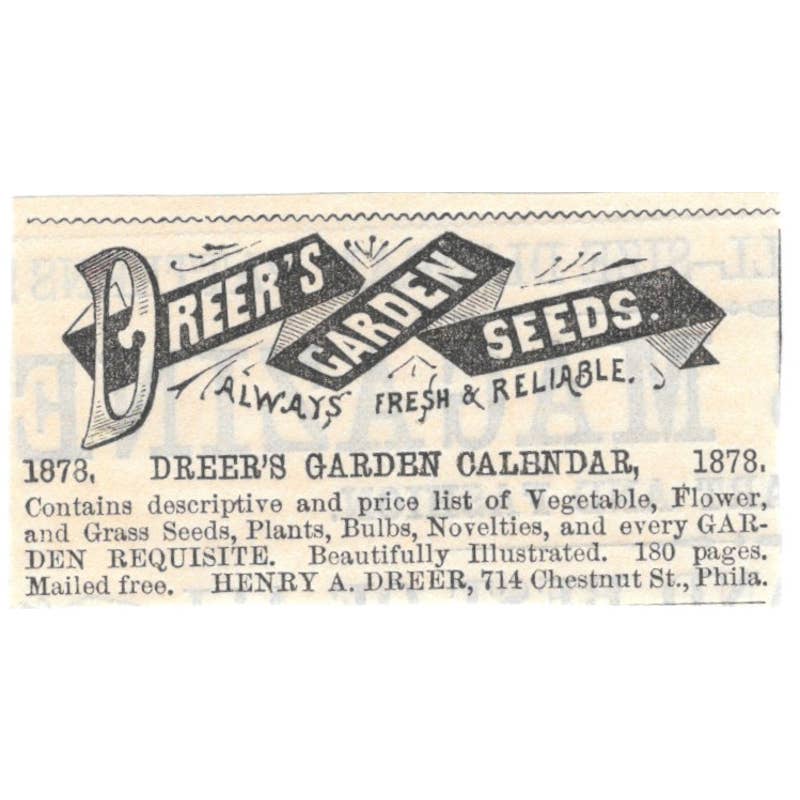 DREER'S GARDEN SEEDS.
ALWAYS FRESH & RELIABLE.
1878. DREER'S GARDEN CALENDAR, 1878.
Contains descriptive and price list of Vegetable, Flower,
and Grass Seeds, Plants, Bulbs, Novelties, and every GAR-
DEN REQUISITE. Beautifully Illustrated. 180 pages.
Mailed free. HENRY A. DREER, 714 Chestnut St., Phila.